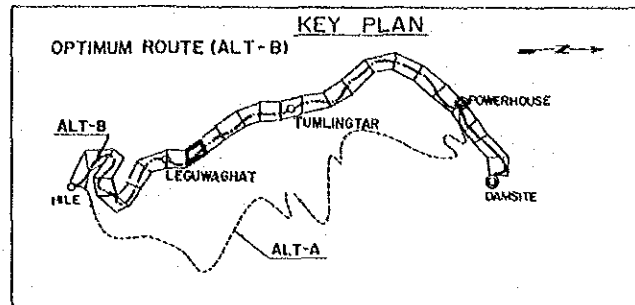 KEY PLAN
OPTIMUM ROUTE (ALT-B)
N
POWERHOUSE
TUMLINGTAR
ALT-B
LEGUWAGHAT
HILE
DAMSITE
ALT-A